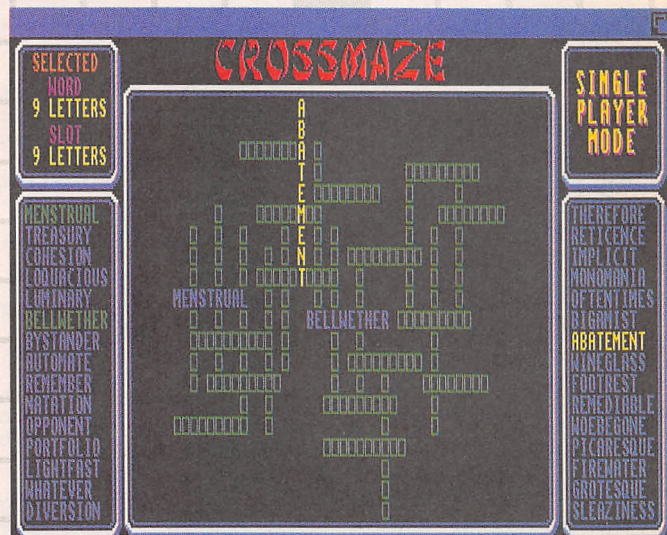 CROSSMAZE
SELECTED
WORD
9 LETTERS
SLOT
9 LETTERS
SINGLE
PLAYER
MODE
MENSTRUAL
TREASURY
COHESION
LOQUACIOUS
LUMINARY
BELLWETHER
BYSTANDER
AUTOMATE
REMEMBER
NATATION
OPPONENT
PORTFOLIO
LIGHTFAST
WHATEVER
DIVERSION
ABATEMENT
MENSTRUAL
BELLWETHER
THEREFORE
RETICENCE
IMPLICIT
MONOMANIA
OFTENTIMES
BIGAMIST
ABATEMENT
WINEGLASS
FOOTREST
REMEDIABLE
WOEBEGONE
PICARESQUE
FIREWATER
GROTESQUE
SLEAZINESS